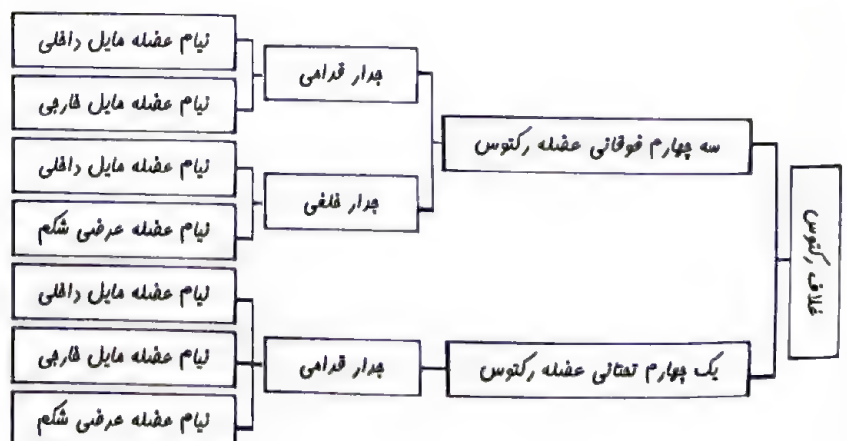 غلاف رکتوس
سه چهارم فوقانی عضله رکتوس
جدار قدامی
نیام عضله مایل داخلی
نیام عضله مایل خارجی
جدار خلفی
نیام عضله مایل داخلی
نیام عضله عرضی شکم
یک چهارم تحتانی عضله رکتوس
جدار قدامی
نیام عضله مایل داخلی
نیام عضله مایل خارجی
نیام عضله عرضی شکم